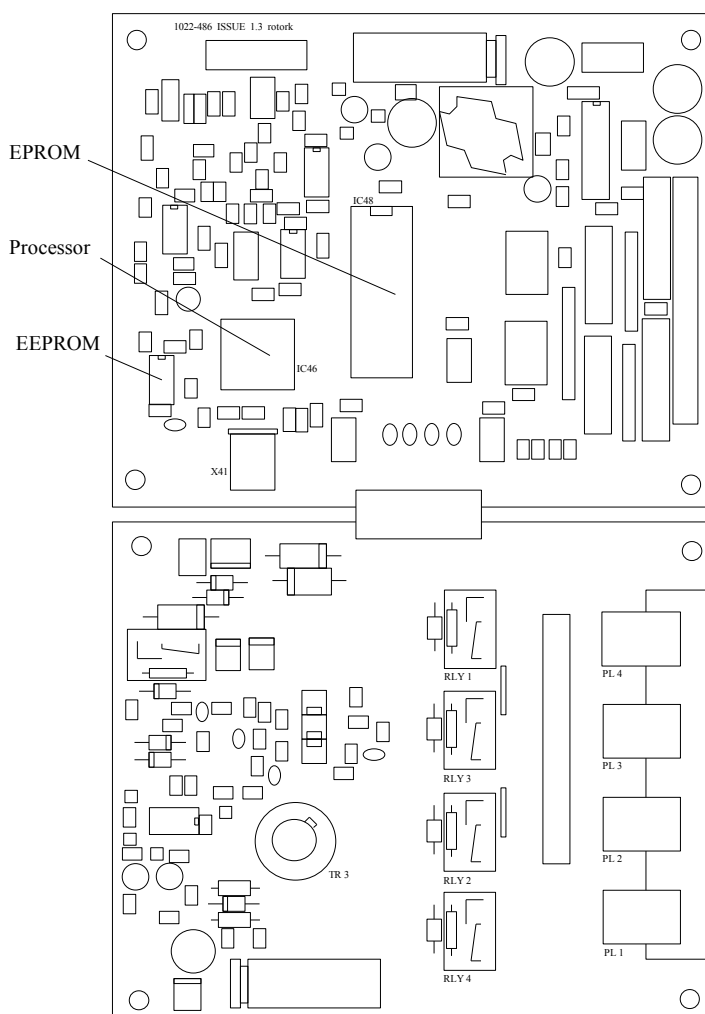 1022-486 ISSUE 1.3 rotork
EPROM
IC48
Processor
EEPROM
IC46
X41
RLY 1
PL 4
RLY 3
PL 3
RLY 2
PL 2
TR 3
PL 1
RLY 4